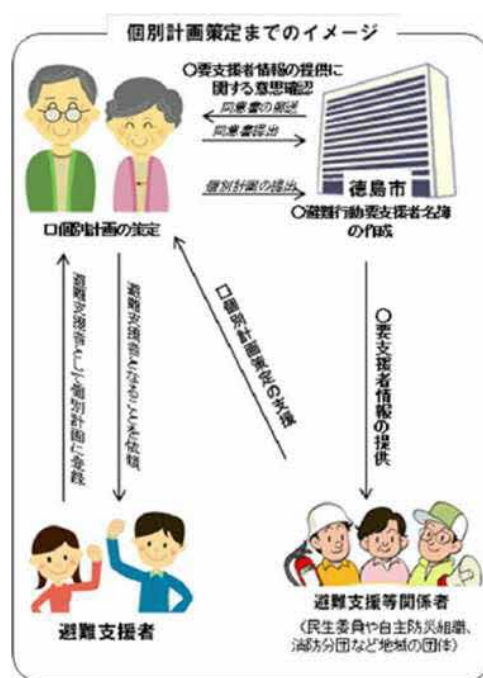 個別計画策定までのイメージ
○要支援者情報の提供に
関する意思確認
同意書の郵送
同意書提出
個別計画の提出
徳島市
○避難行動要支援者名簿
の作成
□個別計画の策定
避難支援者として個別計画に登録
避難支援者となることを依頼
□個別計画策定の支援
○要支援者情報の提供
避難支援者
避難支援等関係者
（民生委員や自主防災組織、
消防分団など地域の団体）